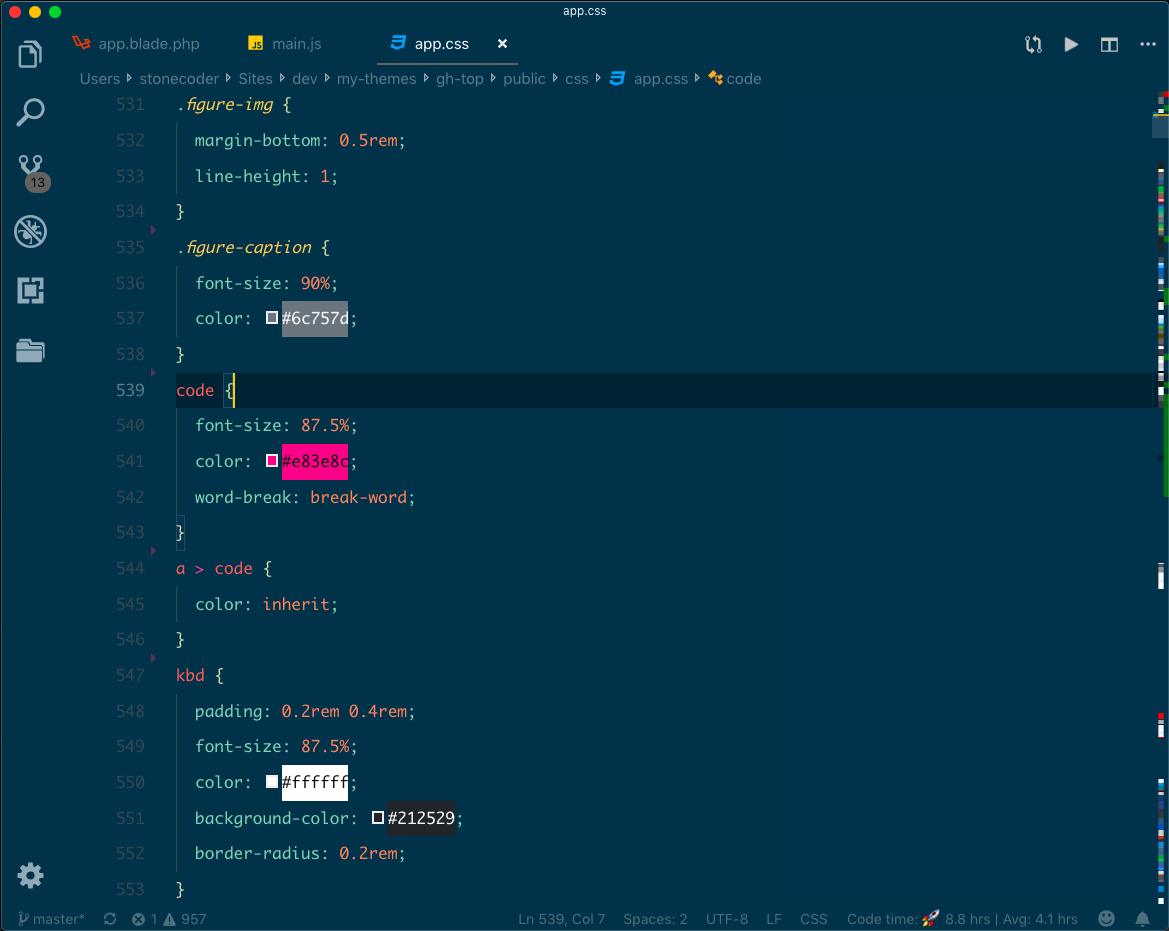 app.css
app.blade.php JS main.js app.css ×
Users stonecoder Sites dev my-themes gh-top public css app.css code
531 .figure-img {
532 margin-bottom: 0.5rem;
533 line-height: 1;
13
534 }
535 .figure-caption {
536 font-size: 90%;
537 color: #6c757d;
538 }
539 code {
540 font-size: 87.5%;
541 color: #e83e8c;
542 word-break: break-word;
543 }
544 a > code {
545 color: inherit;
546 }
547 kbd {
548 padding: 0.2rem 0.4rem;
549 font-size: 87.5%;
550 color: #ffffff;
551 background-color: #212529;
552 border-radius: 0.2rem;
553 }
master* 1 957 Ln 539, Col 7 Spaces: 2 UTF-8 LF CSS Code time: 🚀 8.8 hrs | Avg: 4.1 hrs